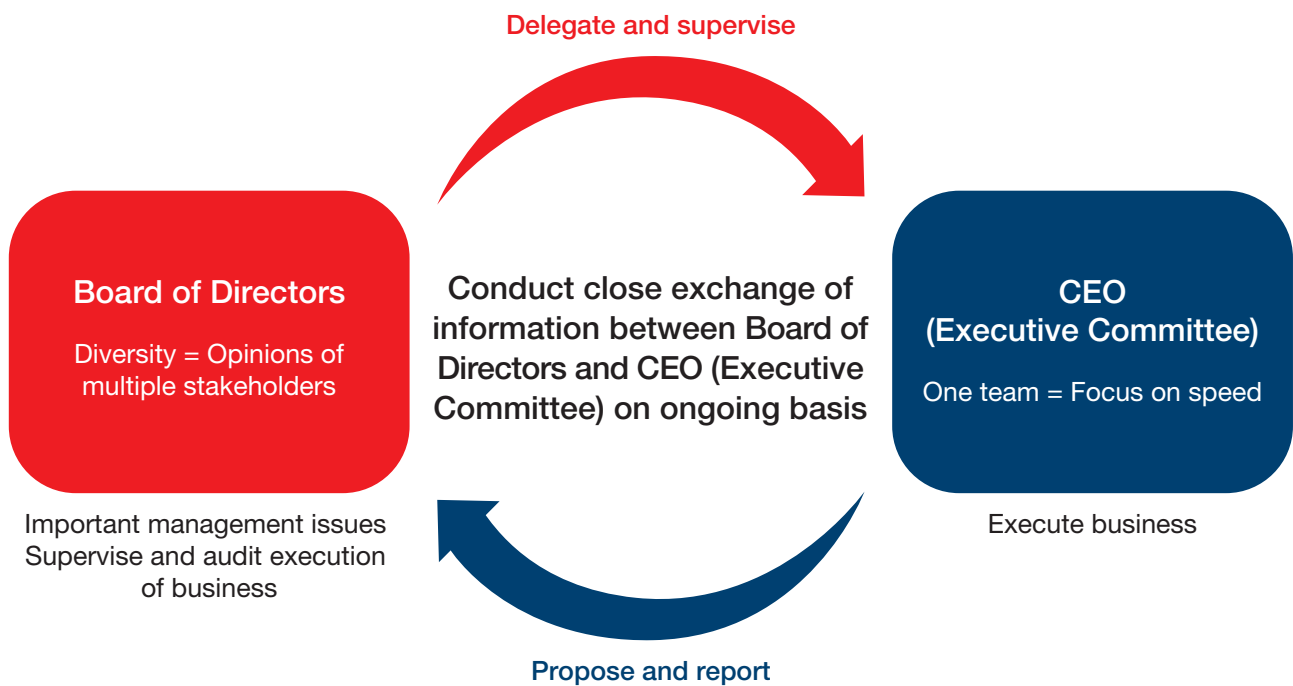 Delegate and supervise
Board of Directors
Diversity = Opinions of
multiple stakeholders
Conduct close exchange of
information between Board of
Directors and CEO (Executive
Committee) on ongoing basis
CEO
(Executive Committee)
One team = Focus on speed
Important management issues
Supervise and audit execution
of business
Execute business
Propose and report